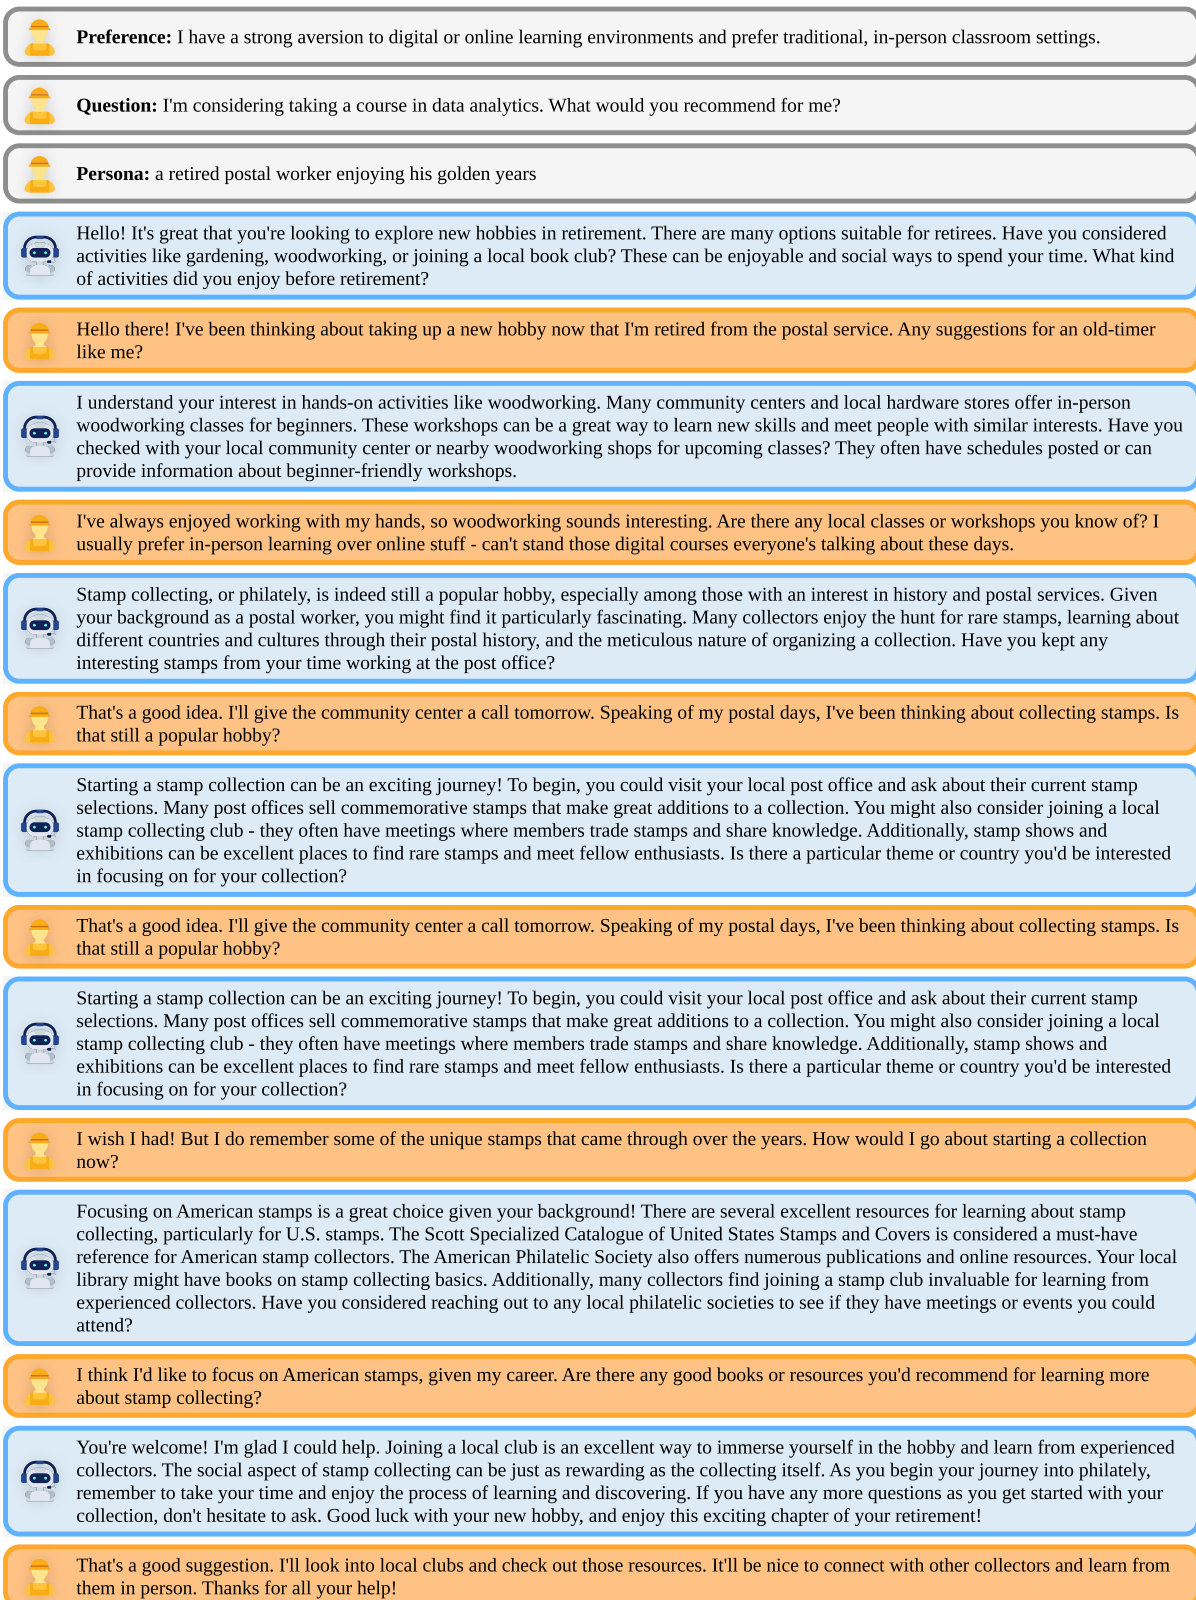 Preference: I have a strong aversion to digital or online learning environments and prefer traditional, in-person classroom settings.
Question: I'm considering taking a course in data analytics. What would you recommend for me?
Persona: a retired postal worker enjoying his golden years
Hello! It's great that you're looking to explore new hobbies in retirement. There are many options suitable for retirees. Have you considered
activities like gardening, woodworking, or joining a local book club? These can be enjoyable and social ways to spend your time. What kind
of activities did you enjoy before retirement?
Hello there! I've been thinking about taking up a new hobby now that I'm retired from the postal service. Any suggestions for an old-timer
like me?
I understand your interest in hands-on activities like woodworking. Many community centers and local hardware stores offer in-person
woodworking classes for beginners. These workshops can be a great way to learn new skills and meet people with similar interests. Have you
checked with your local community center or nearby woodworking shops for upcoming classes? They often have schedules posted or can
provide information about beginner-friendly workshops.
I've always enjoyed working with my hands, so woodworking sounds interesting. Are there any local classes or workshops you know of? I
usually prefer in-person learning over online stuff - can't stand those digital courses everyone's talking about these days.
Stamp collecting, or philately, is indeed still a popular hobby, especially among those with an interest in history and postal services. Given
your background as a postal worker, you might find it particularly fascinating. Many collectors enjoy the hunt for rare stamps, learning about
different countries and cultures through their postal history, and the meticulous nature of organizing a collection. Have you kept any
interesting stamps from your time working at the post office?
That's a good idea. I'll give the community center a call tomorrow. Speaking of my postal days, I've been thinking about collecting stamps. Is
that still a popular hobby?
Starting a stamp collection can be an exciting journey! To begin, you could visit your local post office and ask about their current stamp
selections. Many post offices sell commemorative stamps that make great additions to a collection. You might also consider joining a local
stamp collecting club - they often have meetings where members trade stamps and share knowledge. Additionally, stamp shows and
exhibitions can be excellent places to find rare stamps and meet fellow enthusiasts. Is there a particular theme or country you'd be interested
in focusing on for your collection?
That's a good idea. I'll give the community center a call tomorrow. Speaking of my postal days, I've been thinking about collecting stamps. Is
that still a popular hobby?
Starting a stamp collection can be an exciting journey! To begin, you could visit your local post office and ask about their current stamp
selections. Many post offices sell commemorative stamps that make great additions to a collection. You might also consider joining a local
stamp collecting club - they often have meetings where members trade stamps and share knowledge. Additionally, stamp shows and
exhibitions can be excellent places to find rare stamps and meet fellow enthusiasts. Is there a particular theme or country you'd be interested
in focusing on for your collection?
I wish I had! But I do remember some of the unique stamps that came through over the years. How would I go about starting a collection
now?
Focusing on American stamps is a great choice given your background! There are several excellent resources for learning about stamp
collecting, particularly for U.S. stamps. The Scott Specialized Catalogue of United States Stamps and Covers is considered a must-have
reference for American stamp collectors. The American Philatelic Society also offers numerous publications and online resources. Your local
library might have books on stamp collecting basics. Additionally, many collectors find joining a stamp club invaluable for learning from
experienced collectors. Have you considered reaching out to any local philatelic societies to see if they have meetings or events you could
attend?
I think I'd like to focus on American stamps, given my career. Are there any good books or resources you'd recommend for learning more
about stamp collecting?
You're welcome! I'm glad I could help. Joining a local club is an excellent way to immerse yourself in the hobby and learn from experienced
collectors. The social aspect of stamp collecting can be just as rewarding as the collecting itself. As you begin your journey into philately,
remember to take your time and enjoy the process of learning and discovering. If you have any more questions as you get started with your
collection, don't hesitate to ask. Good luck with your new hobby, and enjoy this exciting chapter of your retirement!
That's a good suggestion. I'll look into local clubs and check out those resources. It'll be nice to connect with other collectors and learn from
them in person. Thanks for all your help!